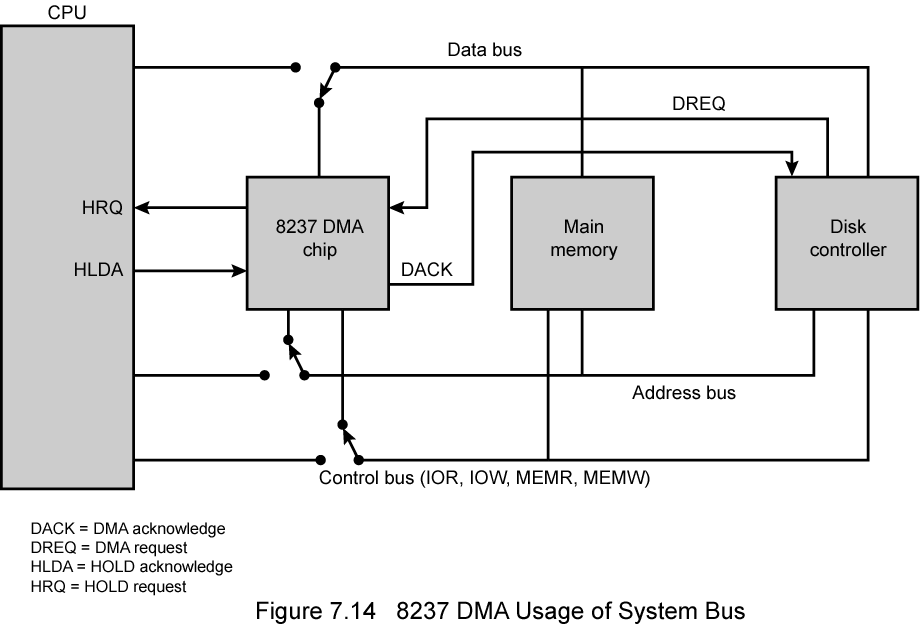 CPU
Data bus
DREQ
HRQ
8237 DMA
chip
Main
memory
Disk
controller
HLDA
DACK
Address bus
Control bus (IOR, IOW, MEMR, MEMW)
DACK = DMA acknowledge
DREQ = DMA request
HLDA = HOLD acknowledge
HRQ = HOLD request
Figure 7.14 8237 DMA Usage of System Bus